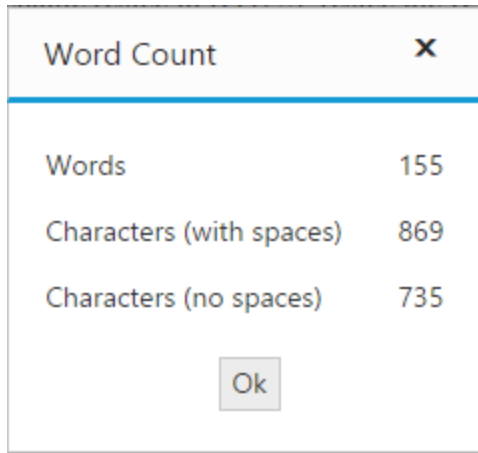 Word Count
Words 155
Characters (with spaces) 869
Characters (no spaces) 735
Ok